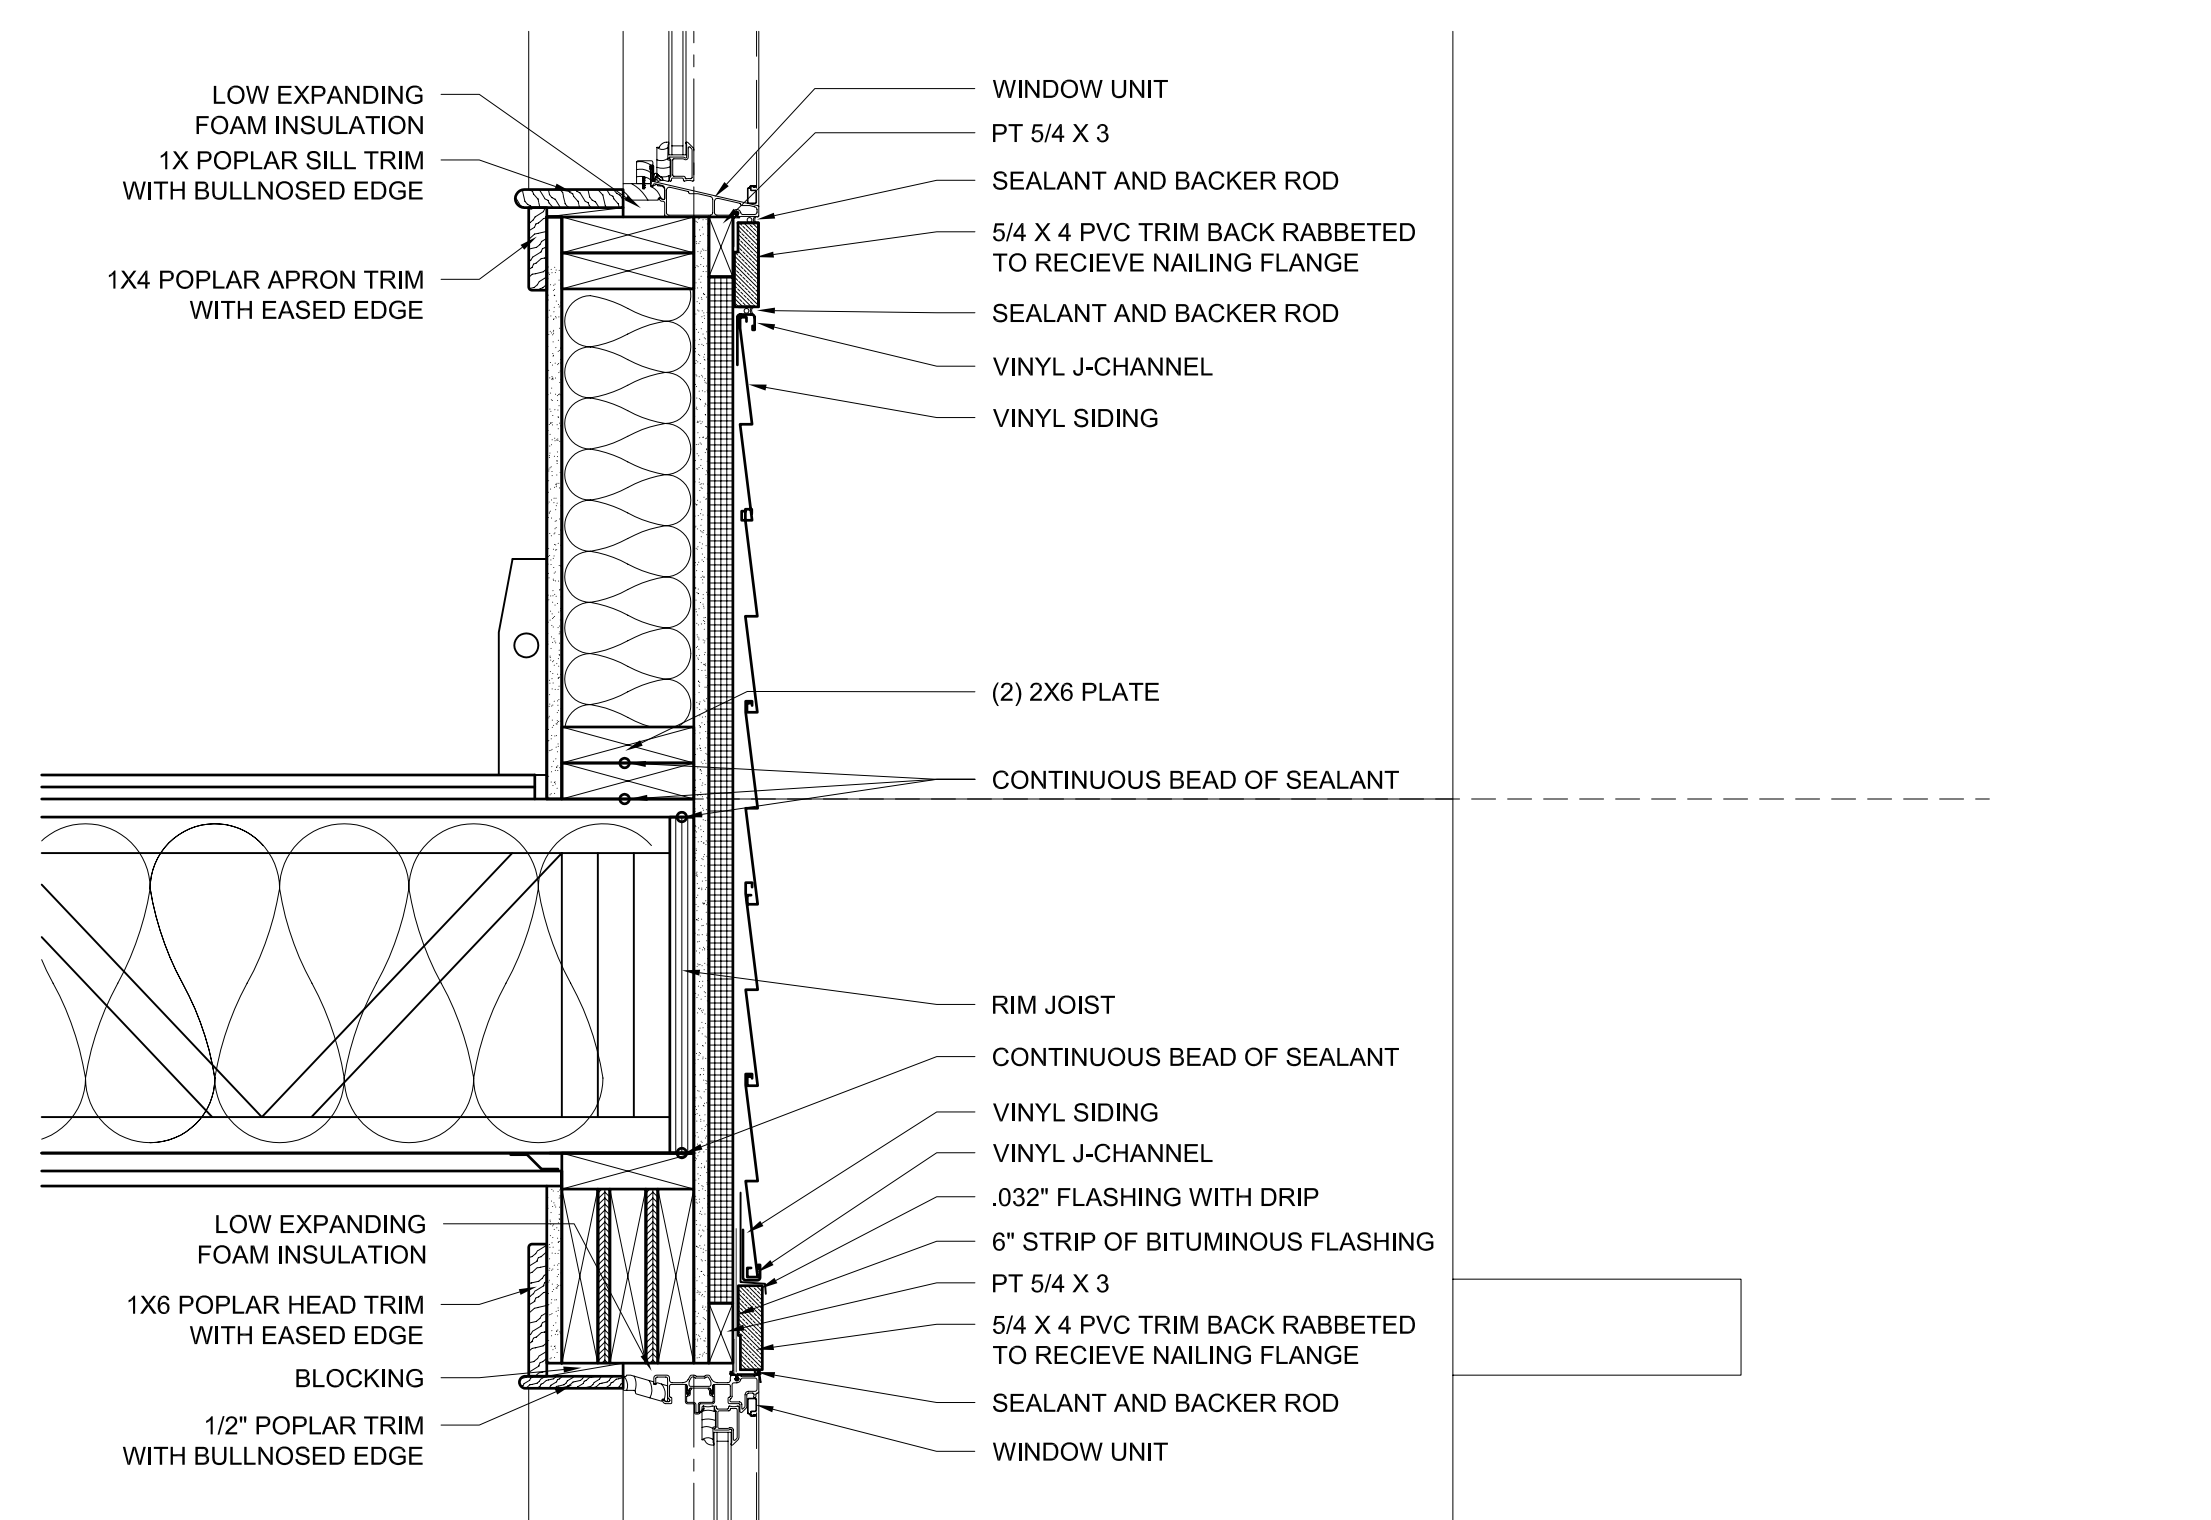 LOW EXPANDING
FOAM INSULATION
1X POPLAR SILL TRIM
WITH BULLNOSED EDGE
1X4 POPLAR APRON TRIM
WITH EASED EDGE
WINDOW UNIT
PT 5/4 X 3
SEALANT AND BACKER ROD
5/4 X 4 PVC TRIM BACK RABBETED
TO RECIEVE NAILING FLANGE
SEALANT AND BACKER ROD
VINYL J-CHANNEL
VINYL SIDING
(2) 2X6 PLATE
CONTINUOUS BEAD OF SEALANT
RIM JOIST
CONTINUOUS BEAD OF SEALANT
VINYL SIDING
VINYL J-CHANNEL
.032" FLASHING WITH DRIP
6" STRIP OF BITUMINOUS FLASHING
PT 5/4 X 3
5/4 X 4 PVC TRIM BACK RABBETED
TO RECIEVE NAILING FLANGE
SEALANT AND BACKER ROD
WINDOW UNIT
LOW EXPANDING
FOAM INSULATION
1X6 POPLAR HEAD TRIM
WITH EASED EDGE
BLOCKING
1/2" POPLAR TRIM
WITH BULLNOSED EDGE